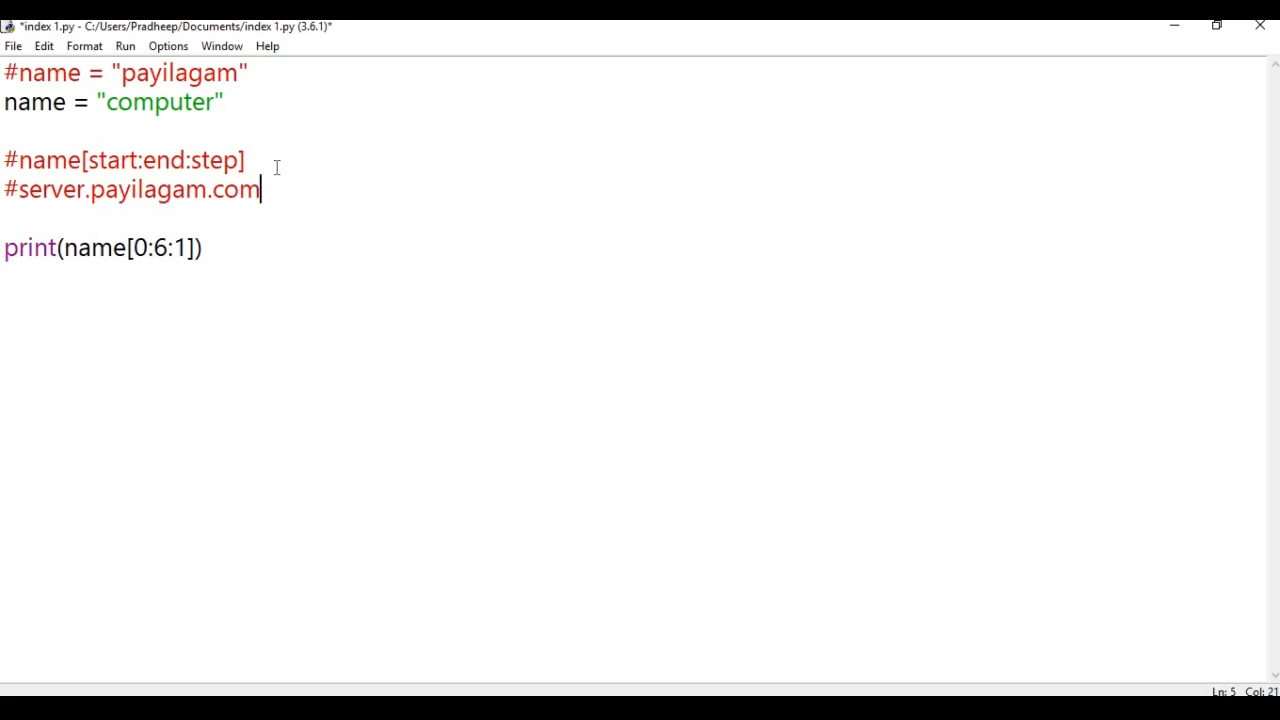 *index 1.py - C:/Users/Pradheep/Documents/index 1.py (3.6.1)*
File Edit Format Run Options Window Help
#name = "payilagam"
name = "computer"
#name[start:end:step]
#server.payilagam.com
print(name[0:6:1])
Ln: 5 Col: 21